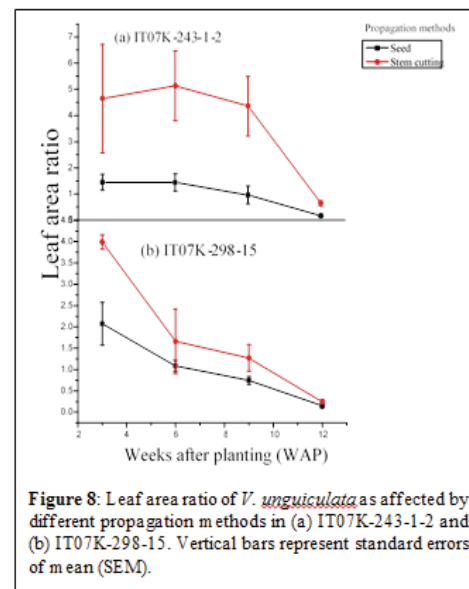 Propagation methods
Seed
Stem cutting
(a) IT07K-243-1-2
7
6
5
4
3
2
1
Leaf area ratio
4.5
4.0
3.5
3.0
2.5
2.0
1.5
1.0
0.5
0.0
(b) IT07K-298-15
2 4 6 8 10 12
Weeks after planting (WAP)
Figure 8: Leaf area ratio of V. unguiculata as affected by
different propagation methods in (a) IT07K-243-1-2 and
(b) IT07K-298-15. Vertical bars represent standard errors
of mean (SEM).